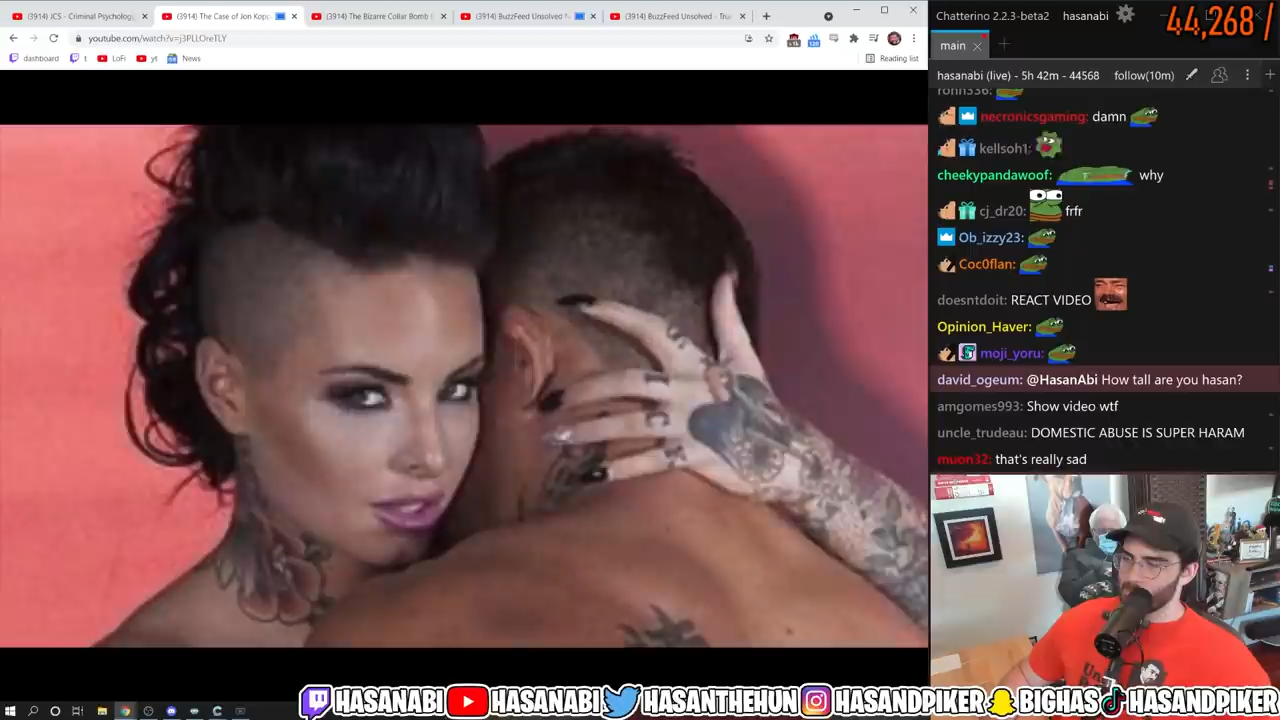 (3914) JCS - Criminal Psycholog
(3914) The Case of Jon Kopp
(3914) The Bizarre Collar Bomb
(3914) BuzzFeed Unsolved
(3914) BuzzFeed Unsolved - Tru
youtube.com/watch?v=j3PLLOreTLY
dashboard
t
LoFi
yt
News
Reading list
Chatterino 2.2.3-beta2
hasanabi
44,268 /
main
hasanabi (live) - 5h 42m - 44568
follow(10m)
ronn336:
necronicsgaming: damn
kellsoh1:
cheekypandawoof: why
cj_dr20: frfr
Ob_izzy23:
Coc0flan:
doesntdoit: REACT VIDEO
Opinion_Haver:
moji_yoru:
david_ogeum: @HasanAbi How tall are you hasan?
amgomes993: Show video wtf
uncle_trudeau: DOMESTIC ABUSE IS SUPER HARAM
muon32: that's really sad
HASANABI
HASANABI
HASANTHEHUN
HASANDPIKER
BIGHAS
HASANDPIKER